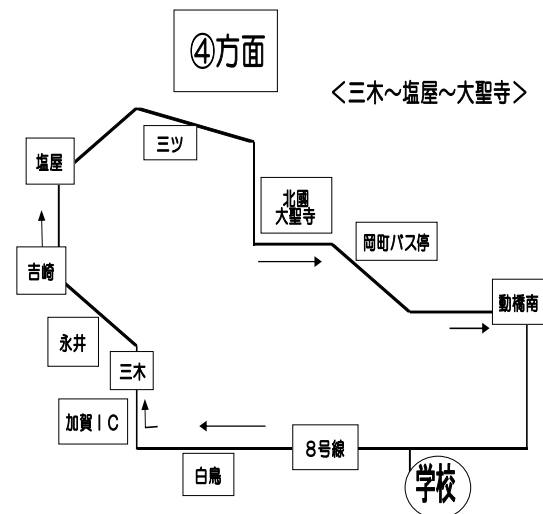 ④方面
＜三木～塩屋～大聖寺＞
三ツ
塩屋
北國
大聖寺
岡町バス停
吉崎
動橋南
永井
三木
加賀ＩＣ
8号線
白鳥
学校